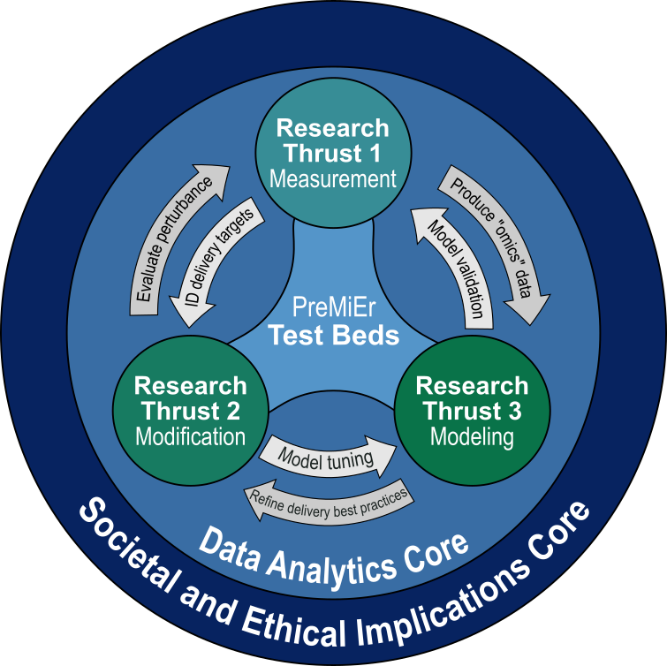 Research
Thrust 1
Measurement
Evaluate perturbance
ID delivery targets
Produce "omics" data
Model validation
PreMiEr
Test Beds
Research
Thrust 2
Modification
Research
Thrust 3
Modeling
Model tuning
Refine delivery best practices
Data Analytics Core
Societal and Ethical Implications Core